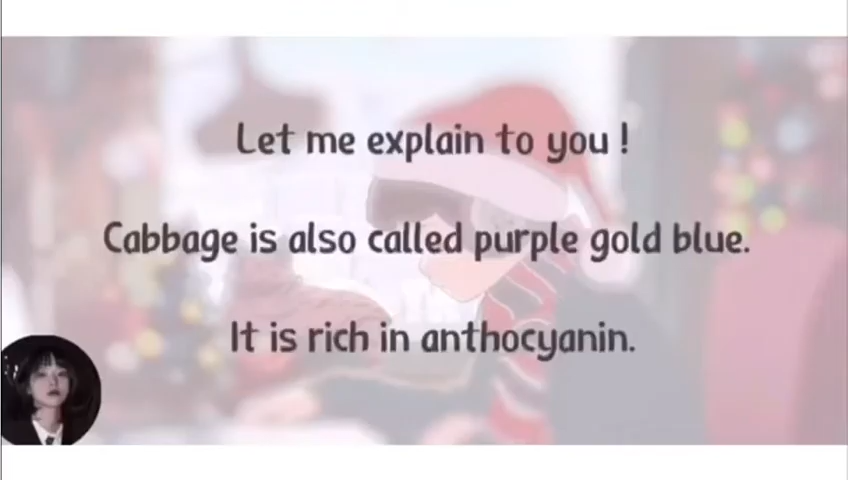 Let me explain to you !
Cabbage is also called purple gold blue.
It is rich in anthocyanin.